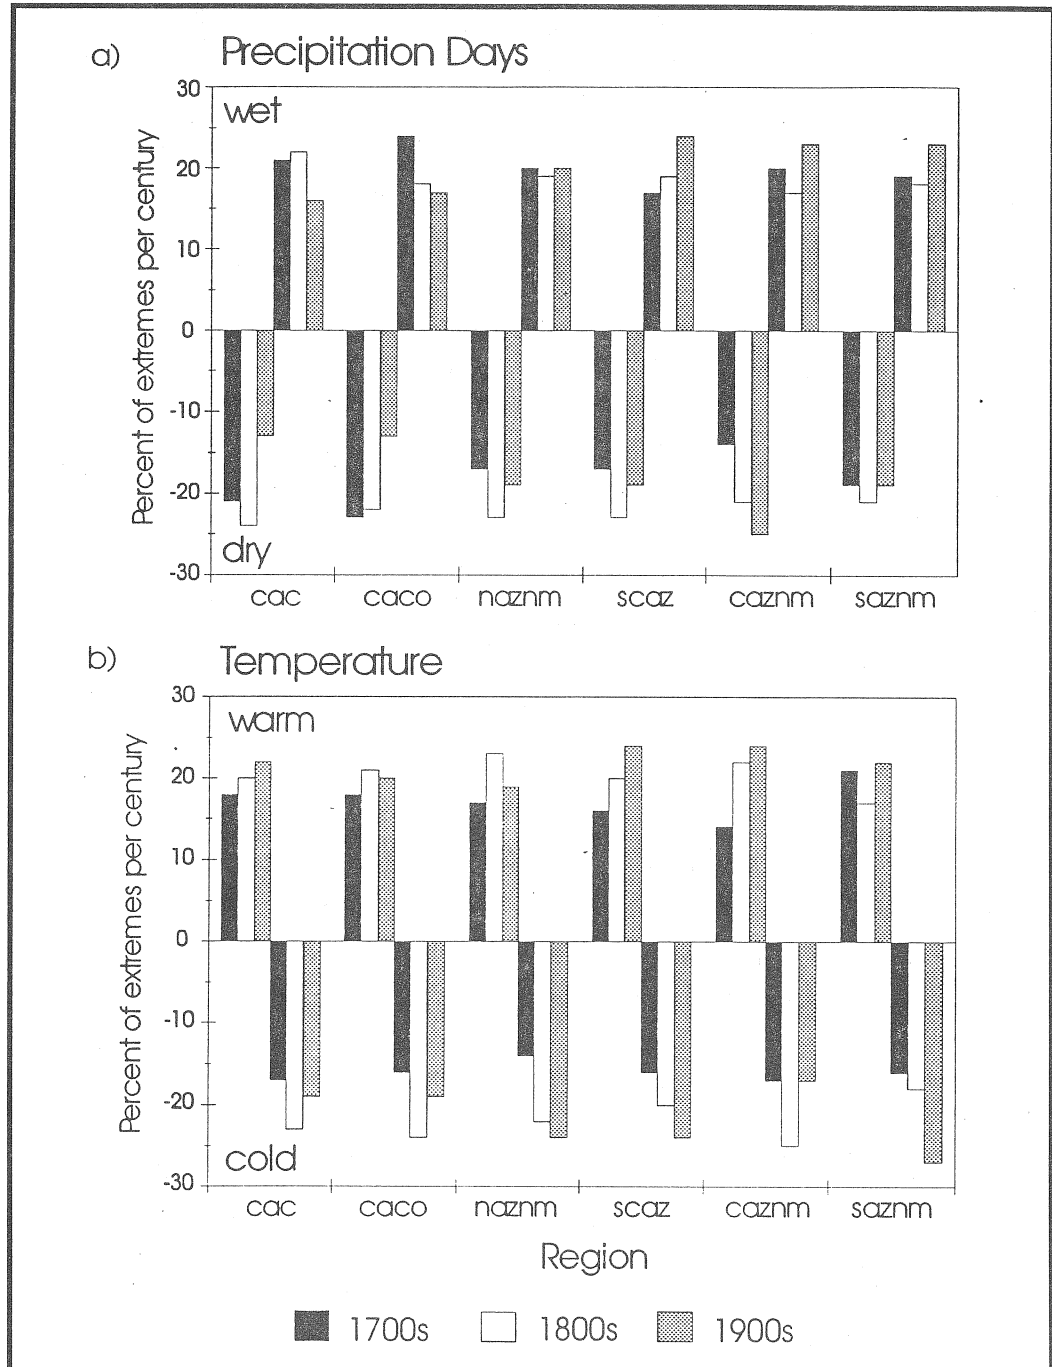 a) Precipitation Days
30
wet
20
10
0
-10
-20
dry
-30
Percent of extremes per century
cac caco naznm scaz caznm saznm
b) Temperature
30
warm
20
10
0
-10
-20
cold
-30
Percent of extremes per century
cac caco naznm scaz caznm saznm
Region
1700s 1800s 1900s